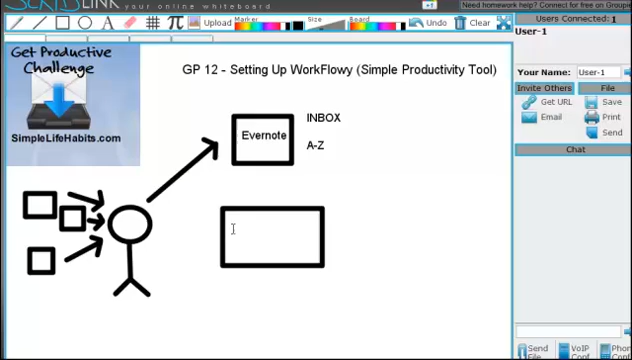 SCRIBLINK
your online whiteboard
Need homework help? Connect for free on Groupie
Users Connected: 1
User-1
Upload
Marker
Size
Board
Undo
Clear
Get Productive
Challenge
SimpleLifeHabits.com
GP 12 - Setting Up WorkFlowy (Simple Productivity Tool)
INBOX
Evernote
A-Z
Your Name: User-1
Invite Others
File
Get URL
Save
Email
Print
Send
Chat
Send
File
VoIP
Conf